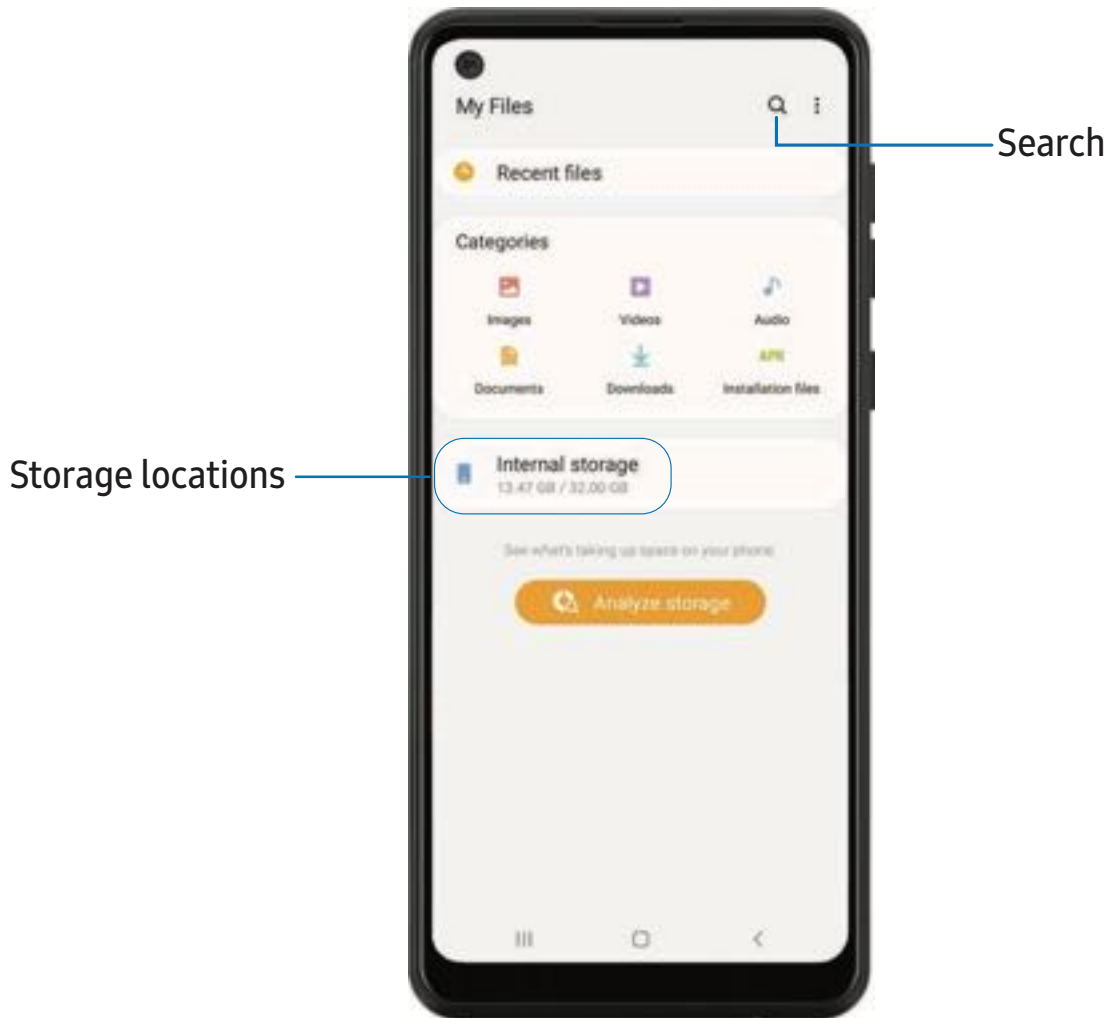 My Files
Search
Recent files
Categories
Images Videos Audio
APK
Documents Downloads Installation files
Storage locations
Internal storage
13.47 GB / 32.00 GB
See what's taking up space on your phone
Analyze storage